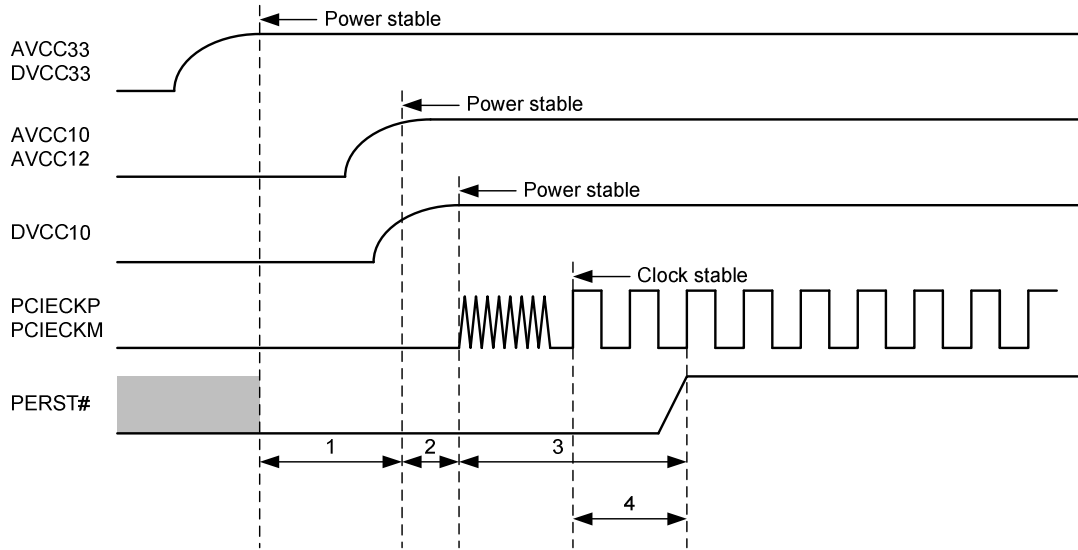 Power stable
AVCC33
DVCC33
Power stable
AVCC10
AVCC12
Power stable
DVCC10
Clock stable
PCIECKP
PCIECKM
PERST#
1
2
3
4